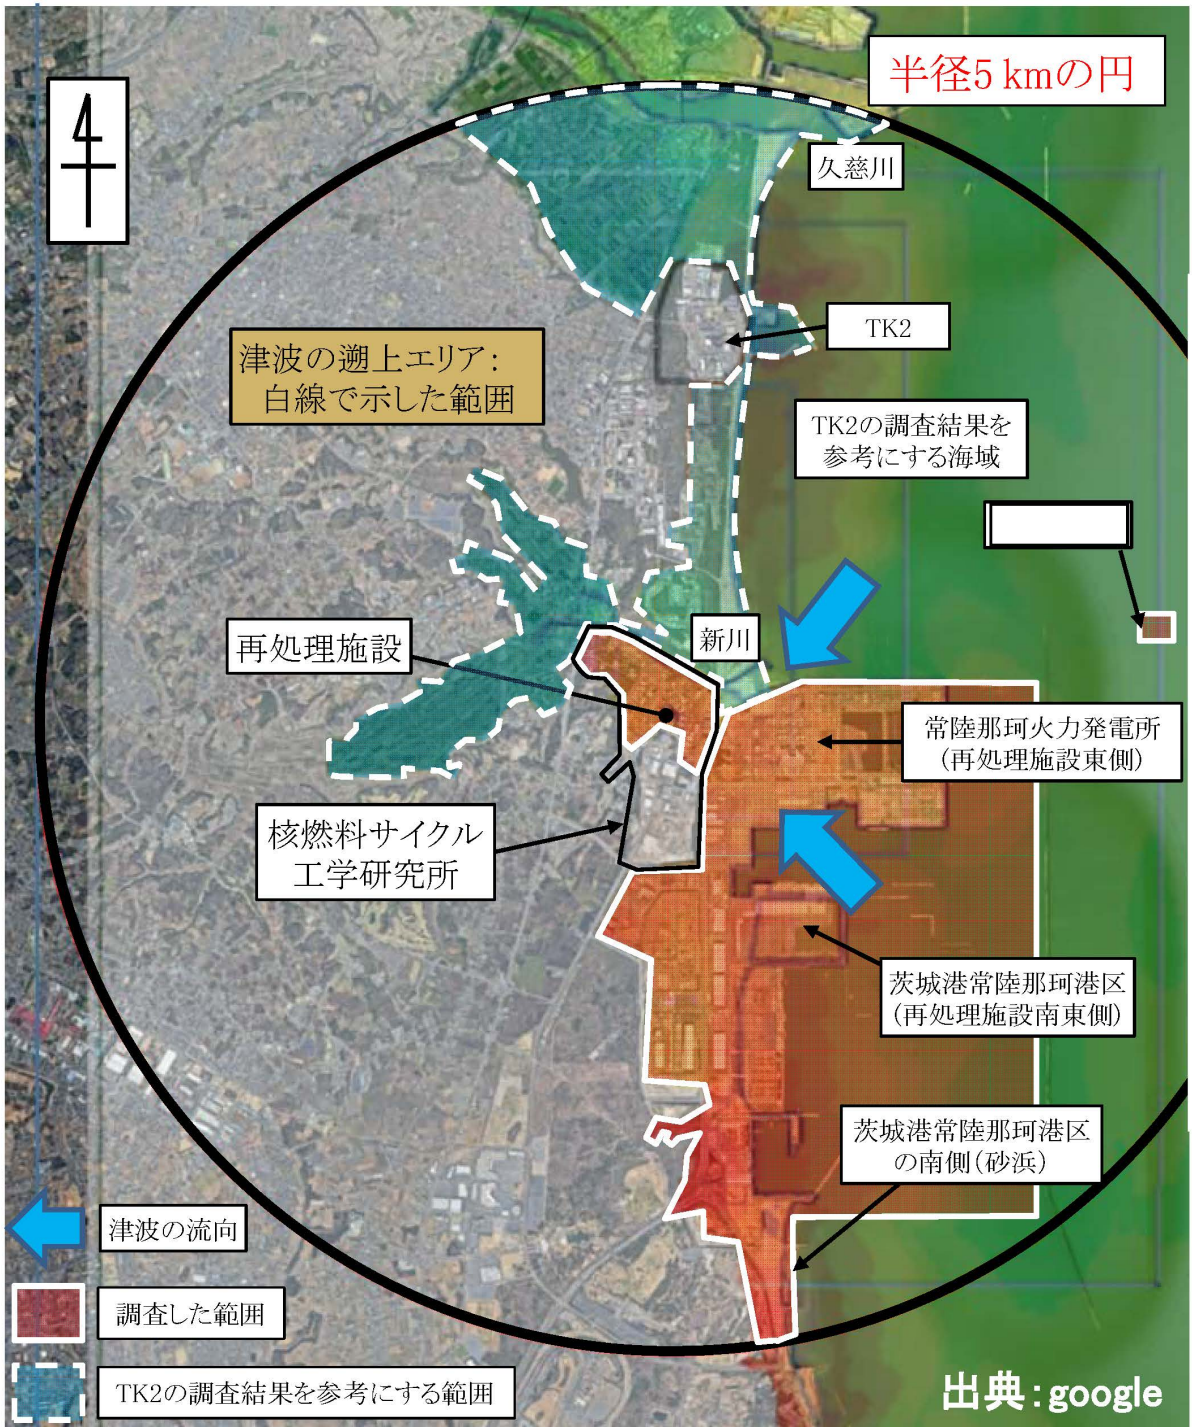 半径5 kmの円
久慈川
TK2
津波の遡上エリア：
白線で示した範囲
TK2の調査結果を
参考にする海域
新川
再処理施設
常陸那珂火力発電所
(再処理施設東側)
核燃料サイクル
工学研究所
茨城港常陸那珂港区
(再処理施設南東側)
茨城港常陸那珂港区
の南側(砂浜)
津波の流向
調査した範囲
TK2の調査結果を参考にする範囲
出典：google